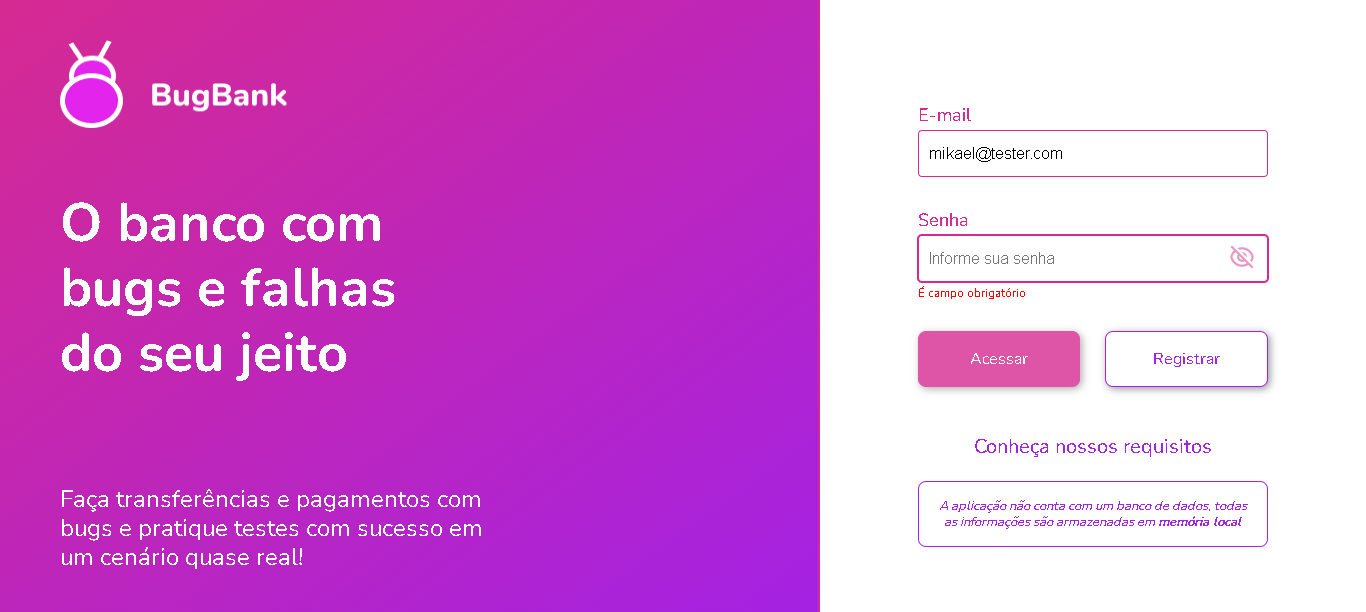 BugBank
O banco com
bugs e falhas
do seu jeito
Faça transferências e pagamentos com
bugs e pratique testes com sucesso em
um cenário quase real!
E-mail
mikael@tester.com
Senha
Informe sua senha
É campo obrigatório
Acessar
Registrar
Conheça nossos requisitos
A aplicação não conta com um banco de dados, todas
as informações são armazenadas em memória local